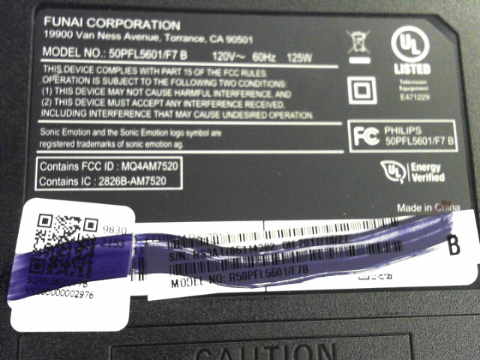 FUNAI CORPORATION
19900 Van Ness Avenue, Torrance, CA 90501
MODEL NO.: 50PFL5601/F7 B 120V~ 60Hz 125W
THIS DEVICE COMPLIES WITH PART 15 OF THE FCC RULES
OPERATION IS SUBJECT TO THE FOLLOWING TWO CONDITIONS:
(1) THIS DEVICE MAY NOT CAUSE HARMFUL INTERFERENCE, AND
(2) THIS DEVICE MUST ACCEPT ANY INTERFERENCE RECEIVED,
INCLUDING INTERFERENCE THAT MAY CAUSE UNDESIRED OPERATION.
UL
LISTED
Television
Equipment
E471229
Sonic Emotion and the Sonic Emotion logo symbol are
registered trademarks of sonic emotion ag.
FC PHILIPS
50PFL5601/F7 B
Contains FCC ID : MQ4AM7520
Contains IC : 2826B-AM7520
UL Energy
Verified
Made in China
9830
S/N:
B
MODEL NO: R50PFL5601/F7B
CAUTION